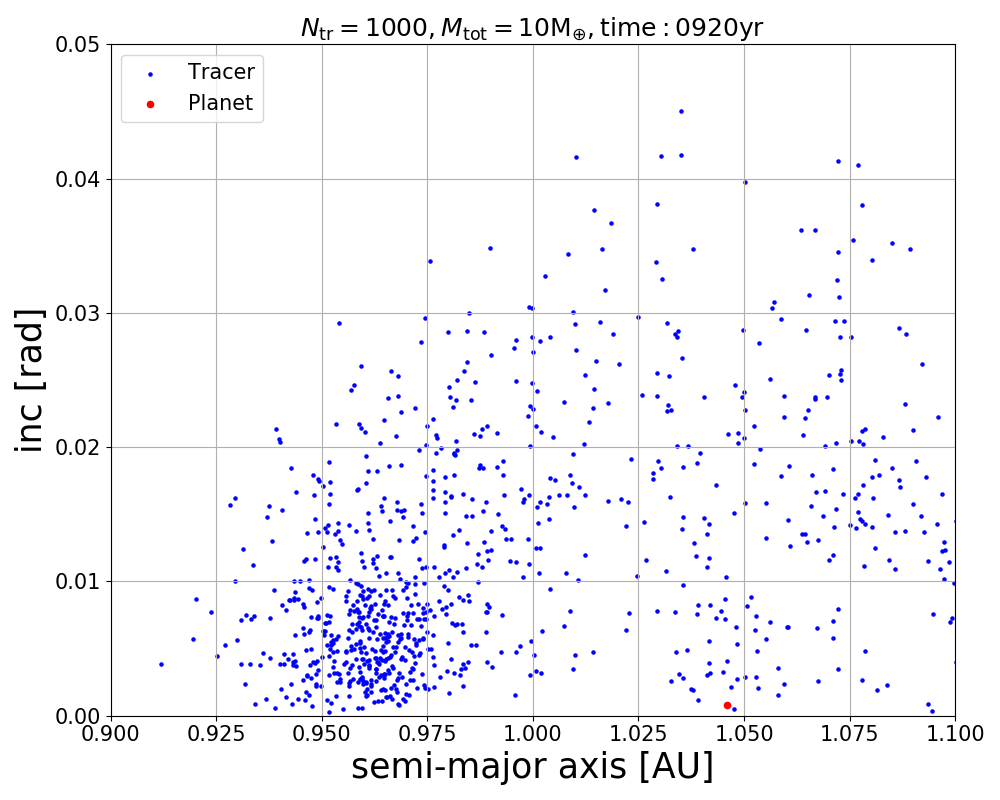 N_tr = 1000, M_tot = 10M_⊕, time : 0920yr
Tracer
Planet
0.05
0.04
0.03
0.02
0.01
0.00
inc [rad]
0.900 0.925 0.950 0.975 1.000 1.025 1.050 1.075 1.100
semi-major axis [AU]